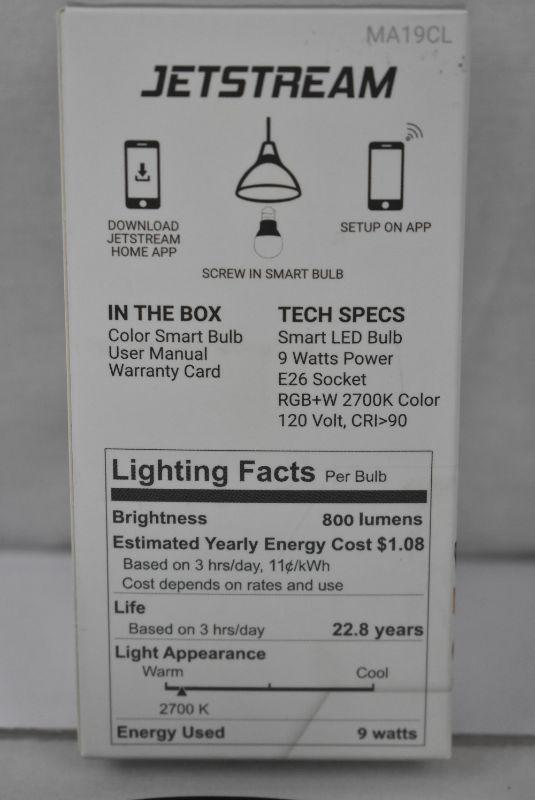 MA19CL
JETSTREAM
DOWNLOAD
JETSTREAM
HOME APP
SCREW IN SMART BULB
SETUP ON APP
IN THE BOX
Color Smart Bulb
User Manual
Warranty Card
TECH SPECS
Smart LED Bulb
9 Watts Power
E26 Socket
RGB+W 2700K Color
120 Volt, CRI>90
Lighting Facts Per Bulb
Brightness 800 lumens
Estimated Yearly Energy Cost $1.08
Based on 3 hrs/day, 11¢/kWh
Cost depends on rates and use
Life
Based on 3 hrs/day 22.8 years
Light Appearance
Warm Cool
2700 K
Energy Used 9 watts